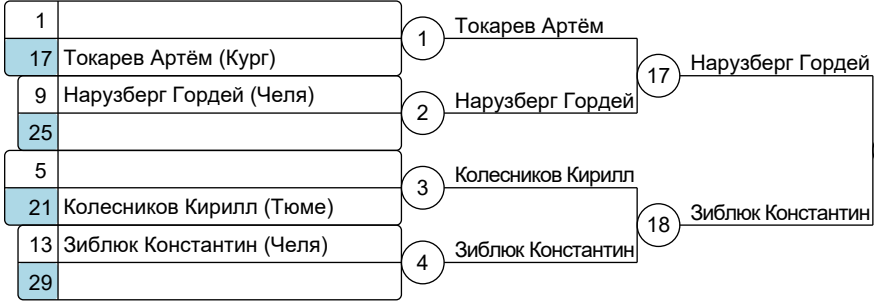 1
17 Токарев Артём (Кург)
9 Нарузберг Гордей (Челя)
25
5
21 Колесников Кирилл (Тюме)
13 Зиблюк Константин (Челя)
29
1
2
3
4
Токарев Артём
Нарузберг Гордей
Колесников Кирилл
Зиблюк Константин
17
18
Нарузберг Гордей
Зиблюк Константин